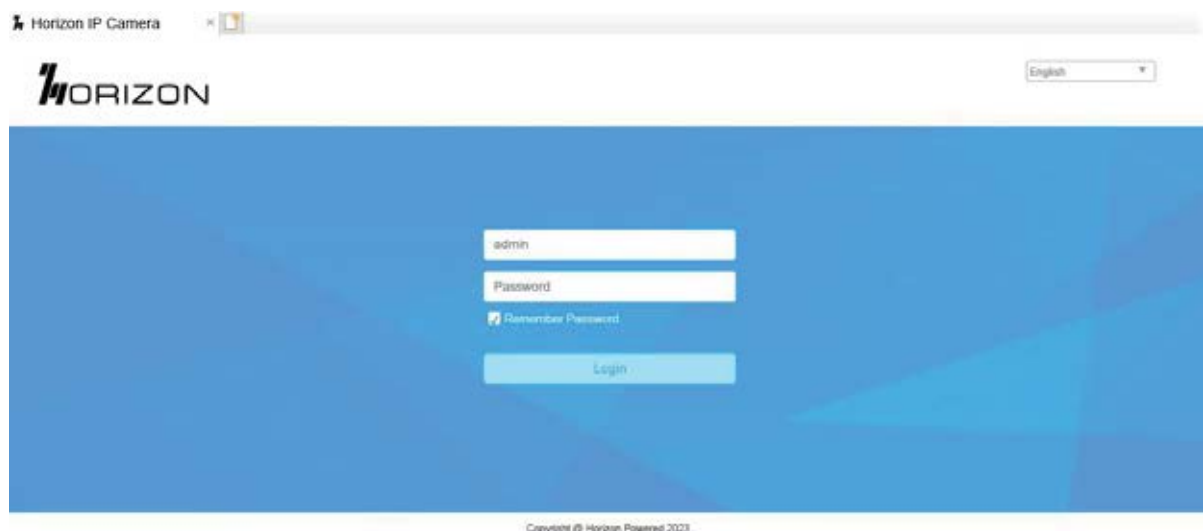 Horizon IP Camera
HORIZON
English
admin
Password
Remember Password
Login
Copyright @ Horizon Powered 2023